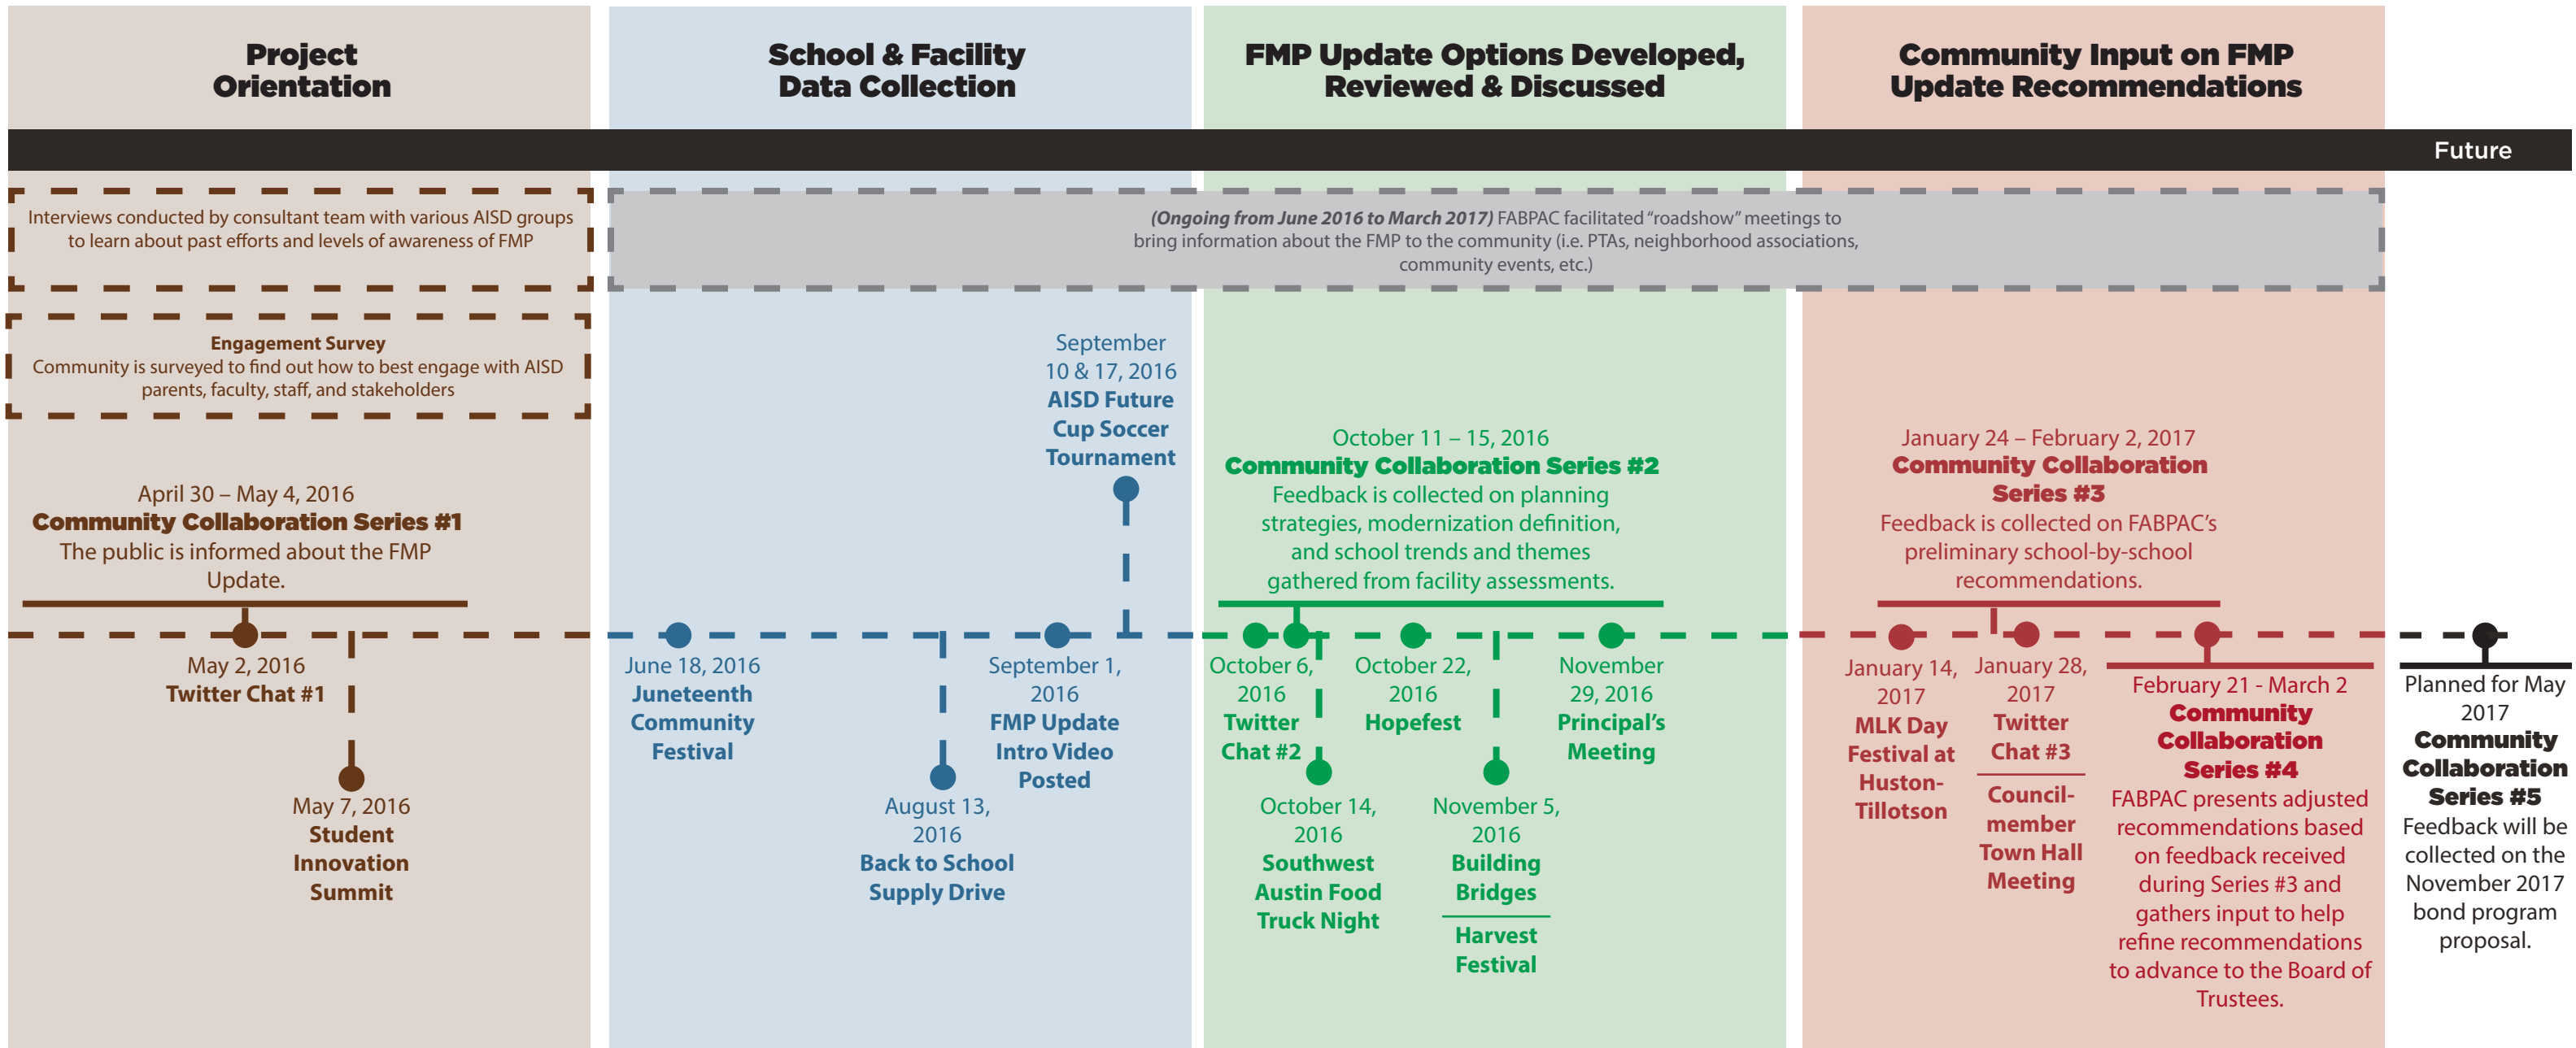 Project
Orientation
School & Facility
Data Collection
FMP Update Options Developed,
Reviewed & Discussed
Community Input on FMP
Update Recommendations
Future
Interviews conducted by consultant team with various AISD groups
to learn about past efforts and levels of awareness of FMP
(Ongoing from June 2016 to March 2017) FABPAC facilitated “roadshow” meetings to
bring information about the FMP to the community (i.e. PTAs, neighborhood associations,
community events, etc.)
Engagement Survey
Community is surveyed to find out how to best engage with AISD
parents, faculty, staff, and stakeholders
April 30 – May 4, 2016
Community Collaboration Series #1
The public is informed about the FMP
Update.
May 2, 2016
Twitter Chat #1
May 7, 2016
Student
Innovation
Summit
June 18, 2016
Juneteenth
Community
Festival
August 13,
2016
Back to School
Supply Drive
September 1,
2016
FMP Update
Intro Video
Posted
September
10 & 17, 2016
AISD Future
Cup Soccer
Tournament
October 11 – 15, 2016
Community Collaboration Series #2
Feedback is collected on planning
strategies, modernization definition,
and school trends and themes
gathered from facility assessments.
October 6,
2016
Twitter
Chat #2
October 14,
2016
Southwest
Austin Food
Truck Night
October 22,
2016
Hopefest
November 5,
2016
Building
Bridges
Harvest
Festival
November
29, 2016
Principal’s
Meeting
January 24 – February 2, 2017
Community Collaboration
Series #3
Feedback is collected on FABPAC’s
preliminary school-by-school
recommendations.
January 14,
2017
MLK Day
Festival at
Huston-
Tillotson
January 28,
2017
Twitter
Chat #3
Council-
member
Town Hall
Meeting
February 21 - March 2
Community
Collaboration
Series #4
FABPAC presents adjusted
recommendations based
on feedback received
during Series #3 and
gathers input to help
refine recommendations
to advance to the Board of
Trustees.
Planned for May
2017
Community
Collaboration
Series #5
Feedback will be
collected on the
November 2017
bond program
proposal.